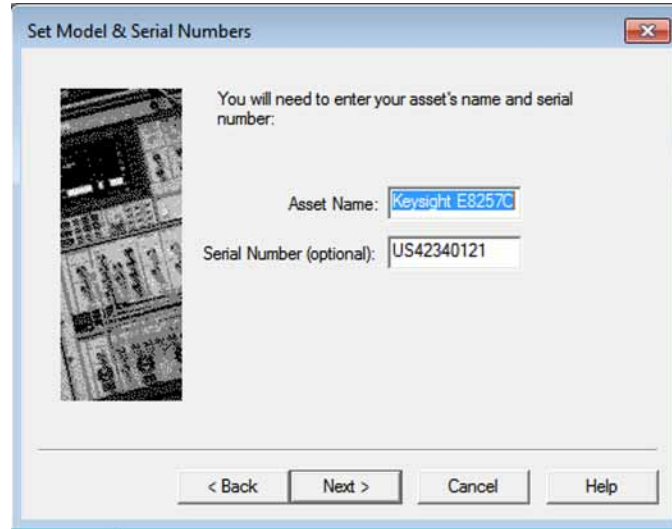 Set Model & Serial Numbers
You will need to enter your asset's name and serial
number:
Asset Name: Keysight E8257C
Serial Number (optional): US42340121
< Back Next > Cancel Help